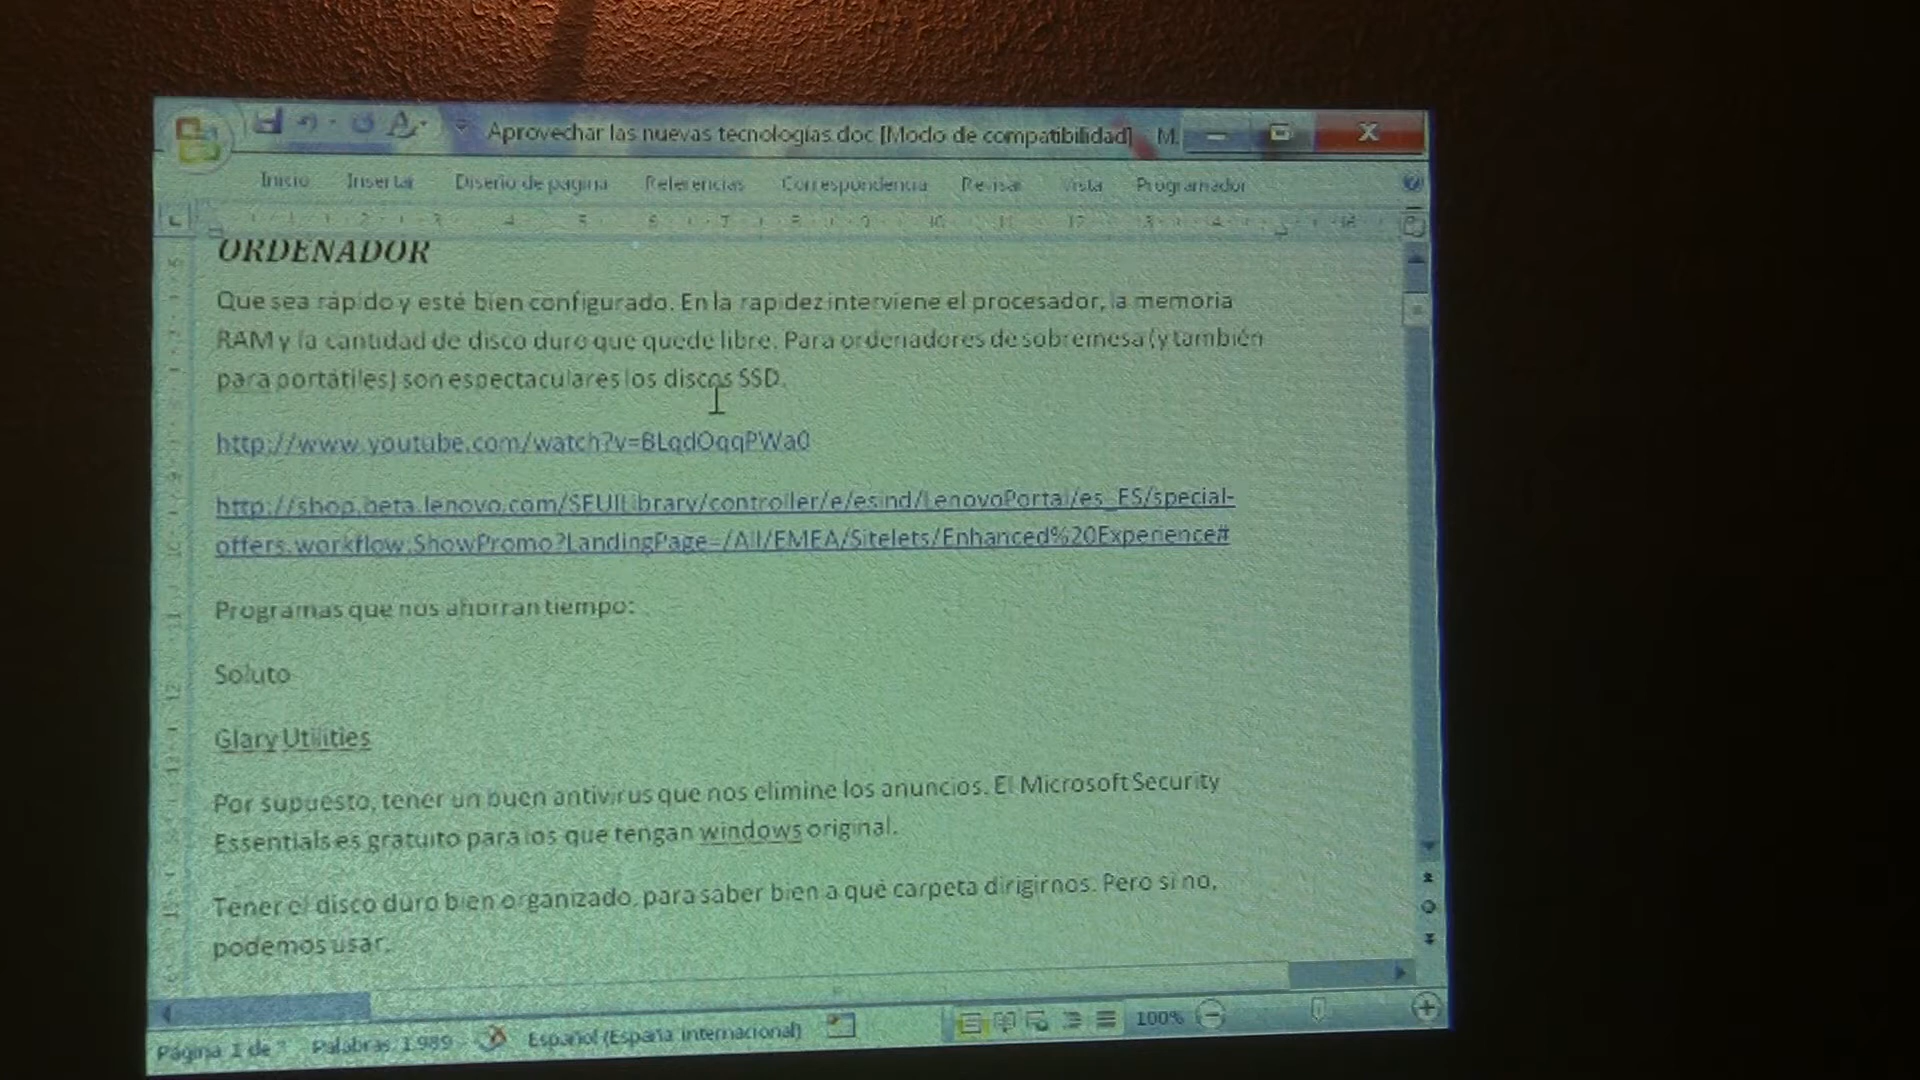 Aprovechar las nuevas tecnologías.doc [Modo de compatibilidad] - M
Inicio Insertar Diseño de página Referencias Correspondencia Revisar Vista Programador
ORDENADOR
Que sea rápido y esté bien configurado. En la rapidez interviene el procesador, la memoria
RAM y la cantidad de disco duro que quede libre. Para ordenadores de sobremesa (y también
para portátiles) son espectaculares los discos SSD.
http://www.youtube.com/watch?v=BLqdOqqPWa0
http://shop.beta.lenovo.com/SEUILibrary/controller/e/esind/LenovoPortal/es_ES/special-
offers.workflow:ShowPromo?LandingPage=/All/EMEA/Sitelets/Enhanced%20Experience#
Programas que nos ahorran tiempo:
Soluto
Glary Utilities
Por supuesto, tener un buen antivirus que nos elimine los anuncios. El Microsoft Security
Essentials es gratuito para los que tengan windows original.
Tener el disco duro bien organizado, para saber bien a qué carpeta dirigirnos. Pero si no,
podemos usar:
Página 1 de Palabras: 1.989 Español (España, internacional) 100%